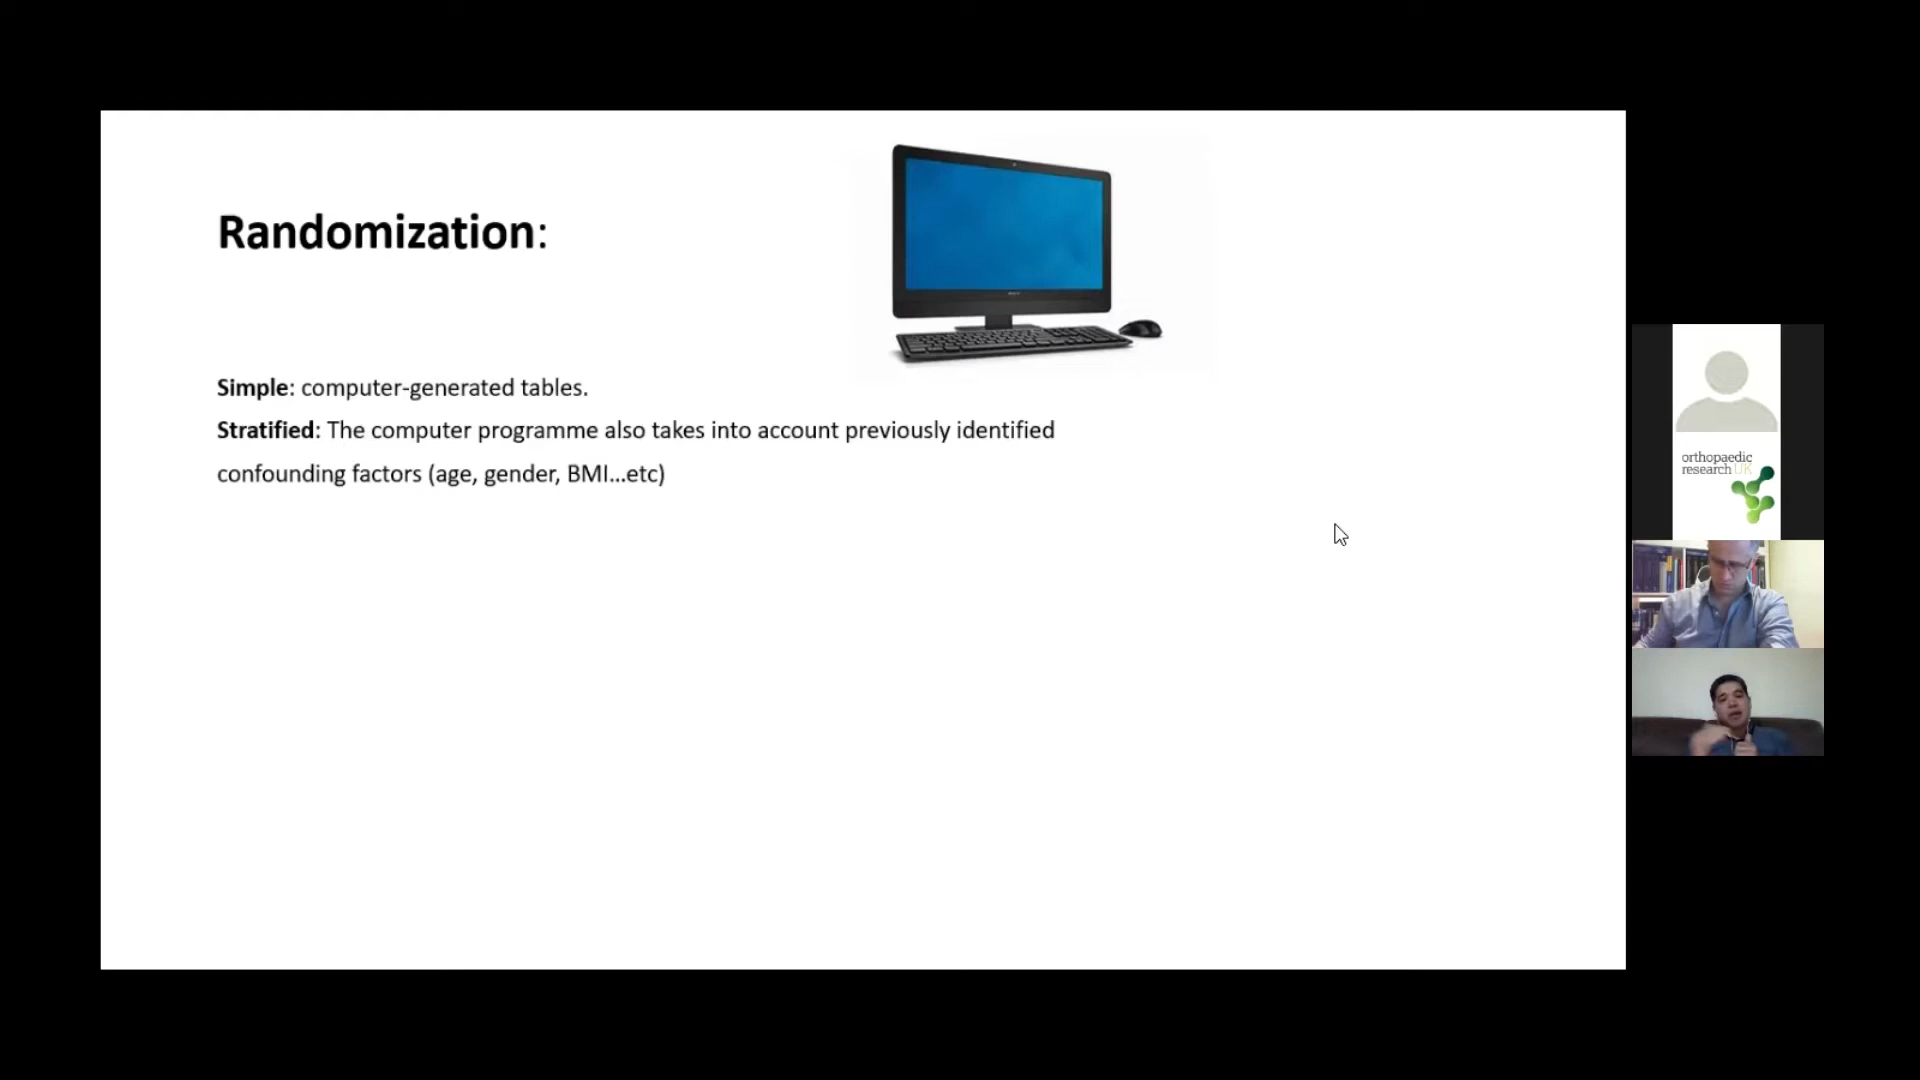 Randomization:
Simple: computer-generated tables.
Stratified: The computer programme also takes into account previously identified
confounding factors (age, gender, BMI...etc)
orthopaedic
research UK